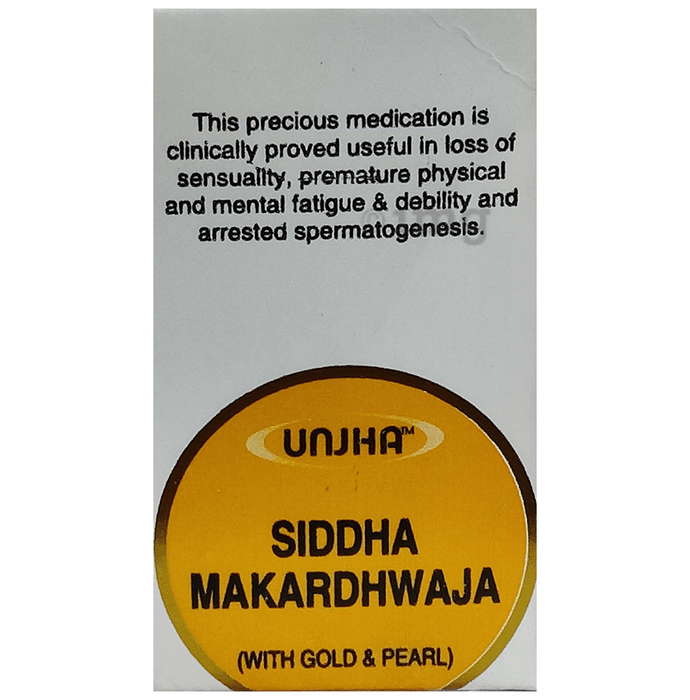 This precious medication is
clinically proved useful in loss of
sensuality, premature physical
and mental fatigue & debility and
arrested spermatogenesis.
1mg
UNJHA™
SIDDHA
MAKARDHWAJA
(WITH GOLD & PEARL)